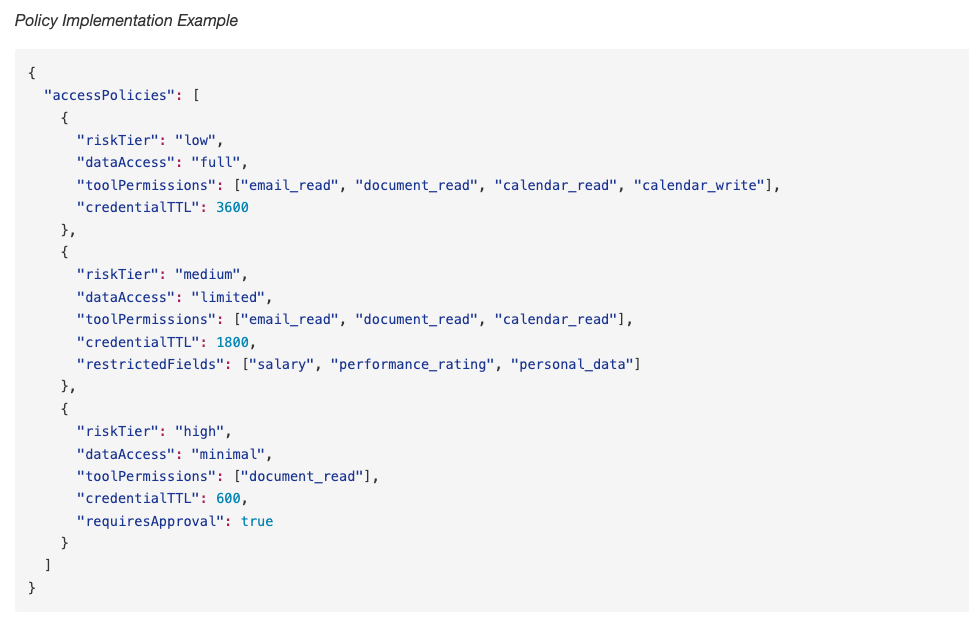 Policy Implementation Example
{
  "accessPolicies": [
    {
      "riskTier": "low",
      "dataAccess": "full",
      "toolPermissions": ["email_read", "document_read", "calendar_read", "calendar_write"],
      "credentialTTL": 3600
    },
    {
      "riskTier": "medium",
      "dataAccess": "limited",
      "toolPermissions": ["email_read", "document_read", "calendar_read"],
      "credentialTTL": 1800,
      "restrictedFields": ["salary", "performance_rating", "personal_data"]
    },
    {
      "riskTier": "high",
      "dataAccess": "minimal",
      "toolPermissions": ["document_read"],
      "credentialTTL": 600,
      "requiresApproval": true
    }
  ]
}